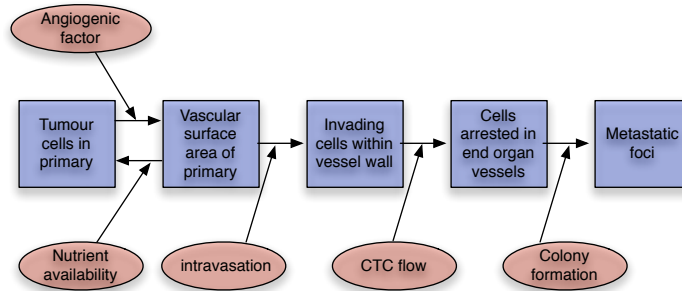 Angiogenic
factor
Tumour
cells in
primary
Vascular
surface
area of
primary
Invading
cells within
vessel wall
Cells
arrested in
end organ
vessels
Metastatic
foci
Nutrient
availability
intravasation
CTC flow
Colony
formation